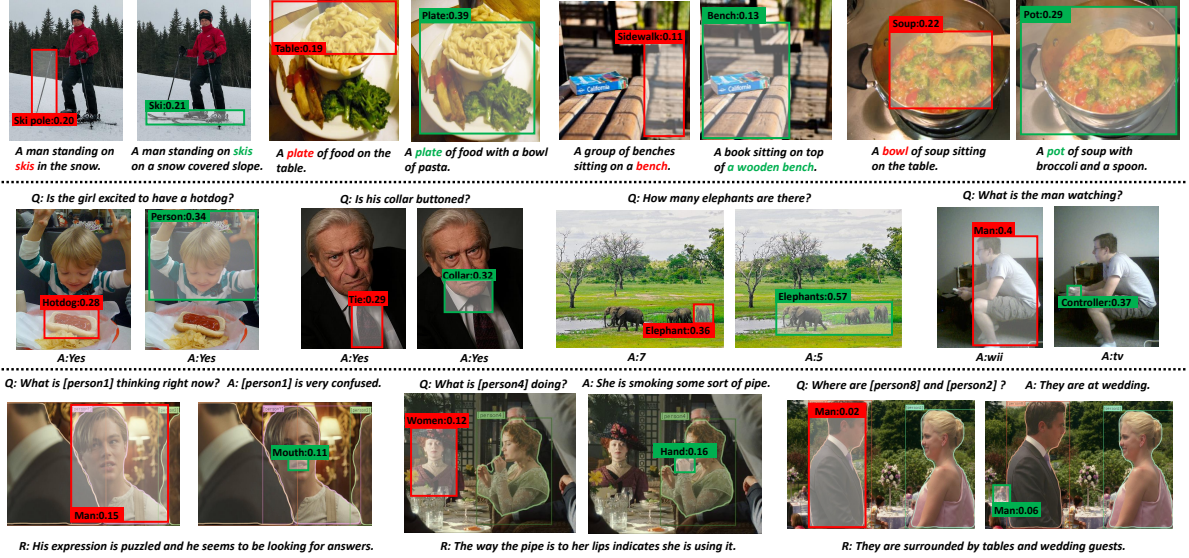 Ski pole:0.20
Ski:0.21
Table:0.19
Plate:0.39
Sidewalk:0.11
California
Bench:0.13
California
Soup:0.22
Pot:0.29
A man standing on
skis in the snow.
A man standing on skis
on a snow covered slope.
A plate of food on the
table.
A plate of food with a bowl
of pasta.
A group of benches
sitting on a bench.
A book sitting on top
of a wooden bench.
A bowl of soup sitting
on the table.
A pot of soup with
broccoli and a spoon.
Q: Is the girl excited to have a hotdog?
Q: Is his collar buttoned?
Q: How many elephants are there?
Q: What is the man watching?
Hotdog:0.28
Person:0.34
Tie:0.29
Collar:0.32
Elephant:0.36
Elephants:0.57
Man:0.4
Controller:0.37
A:Yes
A:Yes
A:Yes
A:Yes
A:7
A:5
A:wii
A:tv
Q: What is [person1] thinking right now? A: [person1] is very confused.
Q: What is [person4] doing? A: She is smoking some sort of pipe.
Q: Where are [person8] and [person2] ? A: They are at wedding.
Man:0.15
Mouth:0.11
Women:0.12
[person4]
Hand:0.16
[person4]
Man:0.02
Man:0.06
R: His expression is puzzled and he seems to be looking for answers.
R: The way the pipe is to her lips indicates she is using it.
R: They are surrounded by tables and wedding guests.